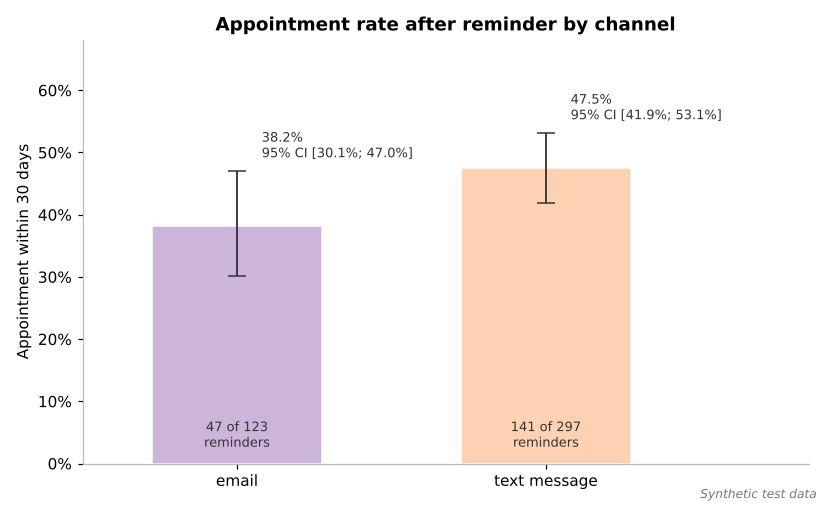 Appointment rate after reminder by channel
Appointment within 30 days
60%
50%
40%
30%
20%
10%
0%
38.2%
95% CI [30.1%; 47.0%]
47.5%
95% CI [41.9%; 53.1%]
47 of 123
reminders
141 of 297
reminders
email
text message
Synthetic test data